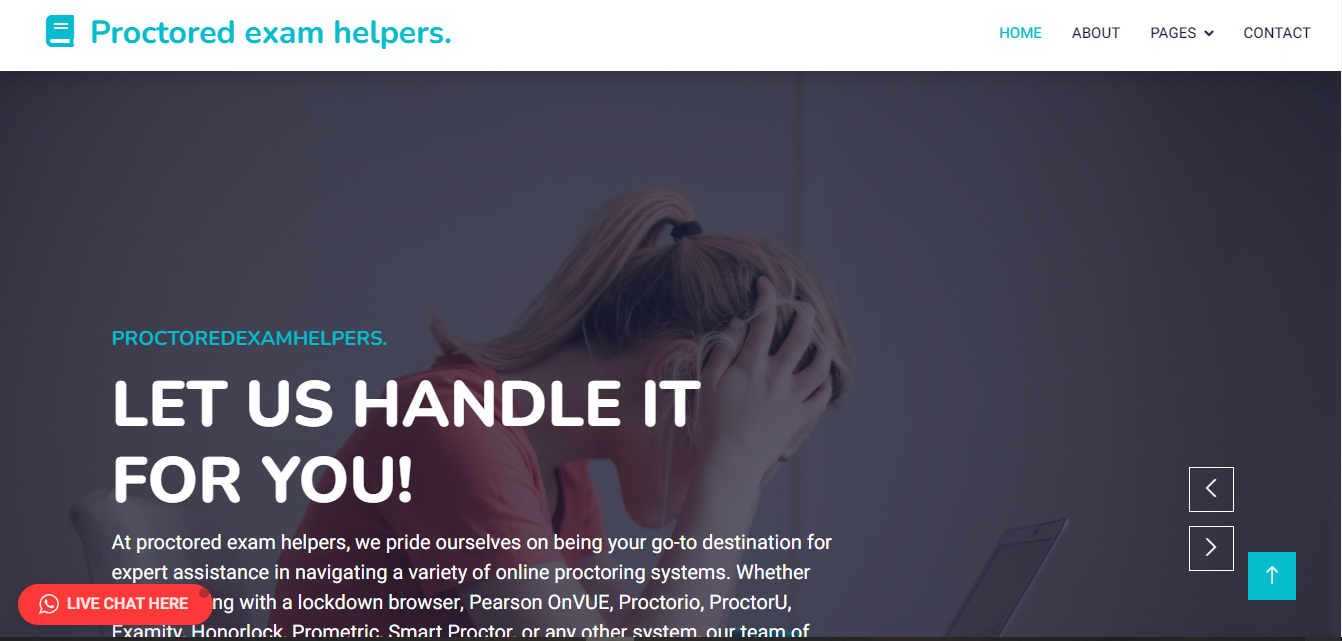 Proctored exam helpers.
HOME ABOUT PAGES CONTACT
PROCTOREDEXAMHELPERS.
LET US HANDLE IT
FOR YOU!
At proctored exam helpers, we pride ourselves on being your go-to destination for
expert assistance in navigating a variety of online proctoring systems. Whether
LIVE CHAT HERE
with a lockdown browser, Pearson OnVUE, Proctorio, ProctorU,
Examity, Honorlock, Prometric, Smart Proctor, or any other system, our team of